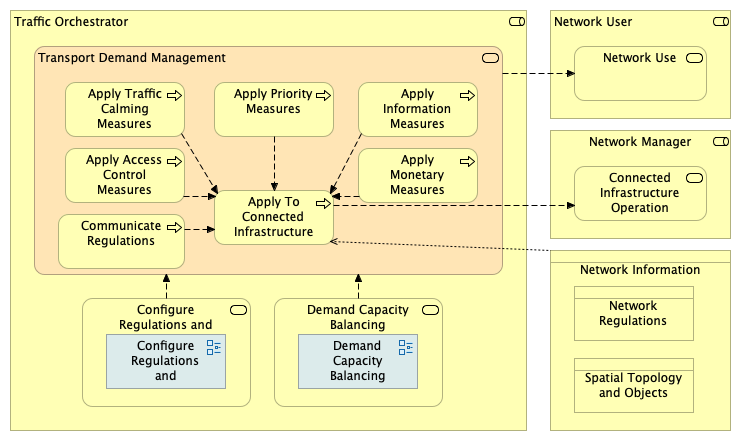 Traffic Orchestrator
Transport Demand Management
Apply Traffic
Calming
Measures
Apply Priority
Measures
Apply
Information
Measures
Apply Access
Control
Measures
Apply
Monetary
Measures
Apply To
Connected
Infrastructure
Communicate
Regulations
Configure
Regulations and
Configure
Regulations
and
Demand Capacity
Balancing
Demand
Capacity
Balancing
Network User
Network Use
Network Manager
Connected
Infrastructure
Operation
Network Information
Network
Regulations
Spatial Topology
and Objects